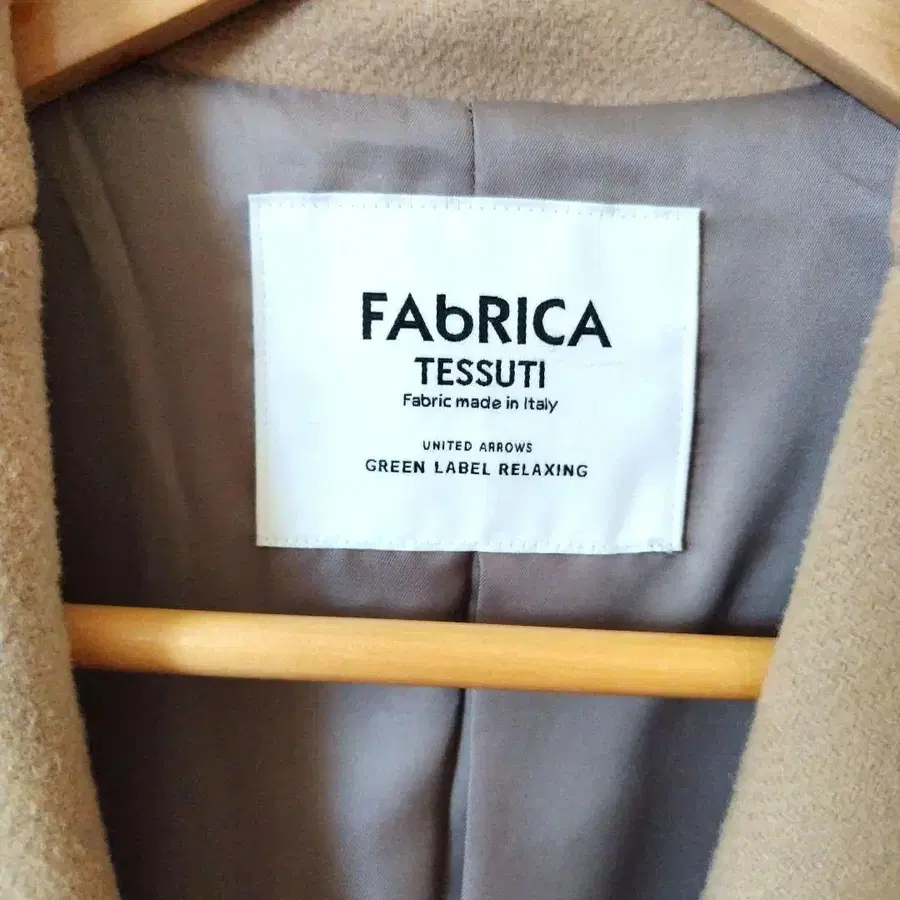 FAbRICA
TESSUTI
Fabric made in Italy
UNITED ARROWS
GREEN LABEL RELAXING